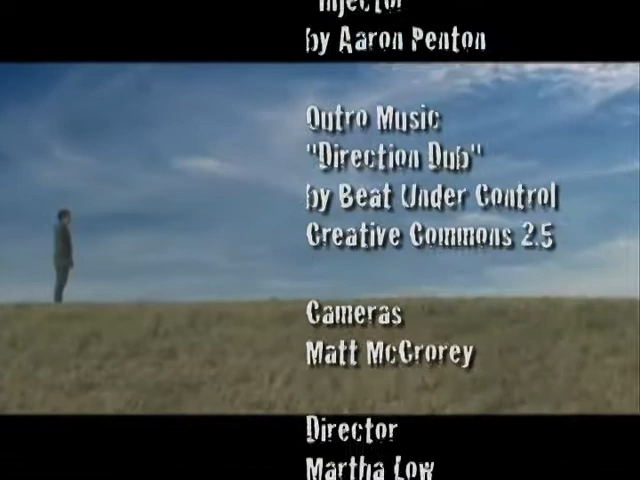 "Injector
by Aaron Penton
Outro Music
"Direction Dub"
by Beat Under Control
Creative Commons 2.5
Cameras
Matt McCrorey
Director
Martha Low